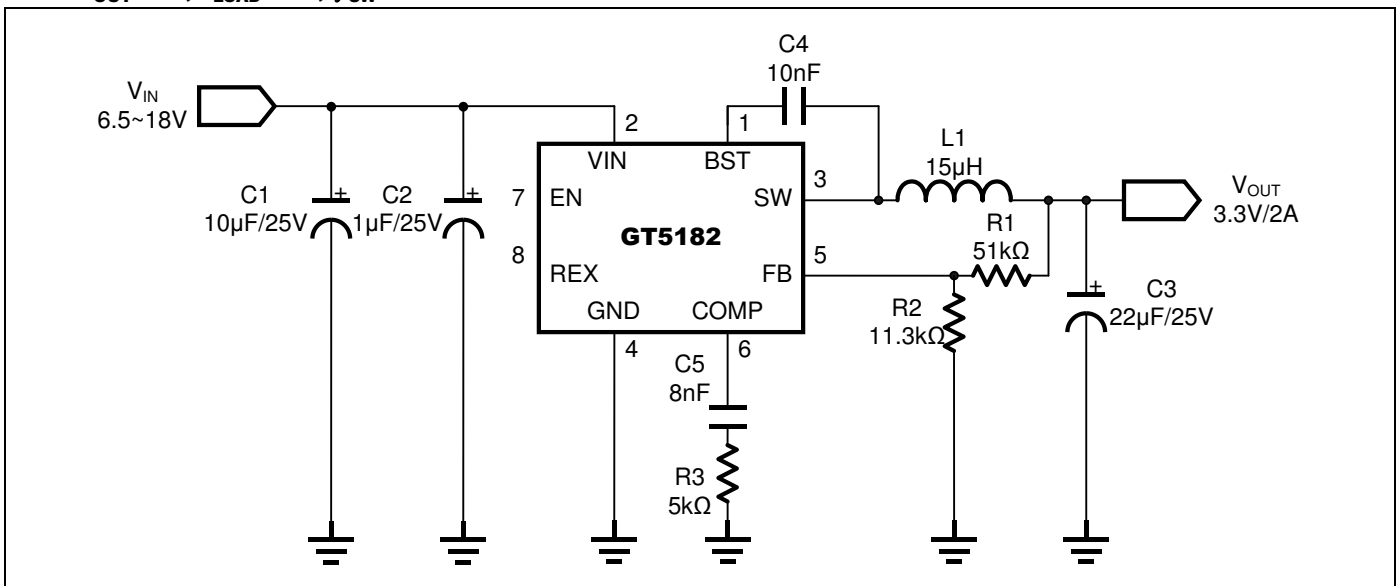 C4
10nF
VIN
6.5~18V
2
1
VIN
BST
L1
15µH
C1
10µF/25V
C2
1µF/25V
7
EN
SW
3
VOUT
3.3V/2A
GT5182
R1
51kΩ
8
REX
FB
5
GND
COMP
R2
11.3kΩ
C3
22µF/25V
+
+
+
4
6
C5
8nF
R3
5kΩ